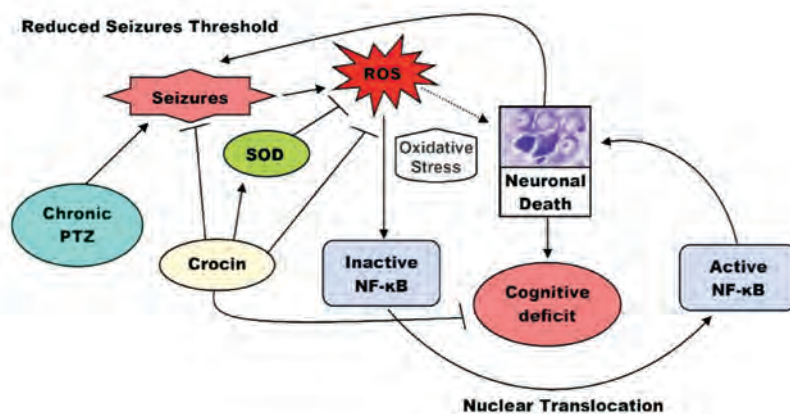 Reduced Seizures Threshold
ROS
Seizures
SOD
Oxidative
Stress
Neuronal
Death
Chronic
PTZ
Crocin
Inactive
NF-κB
Cognitive
deficit
Active
NF-κB
Nuclear Translocation